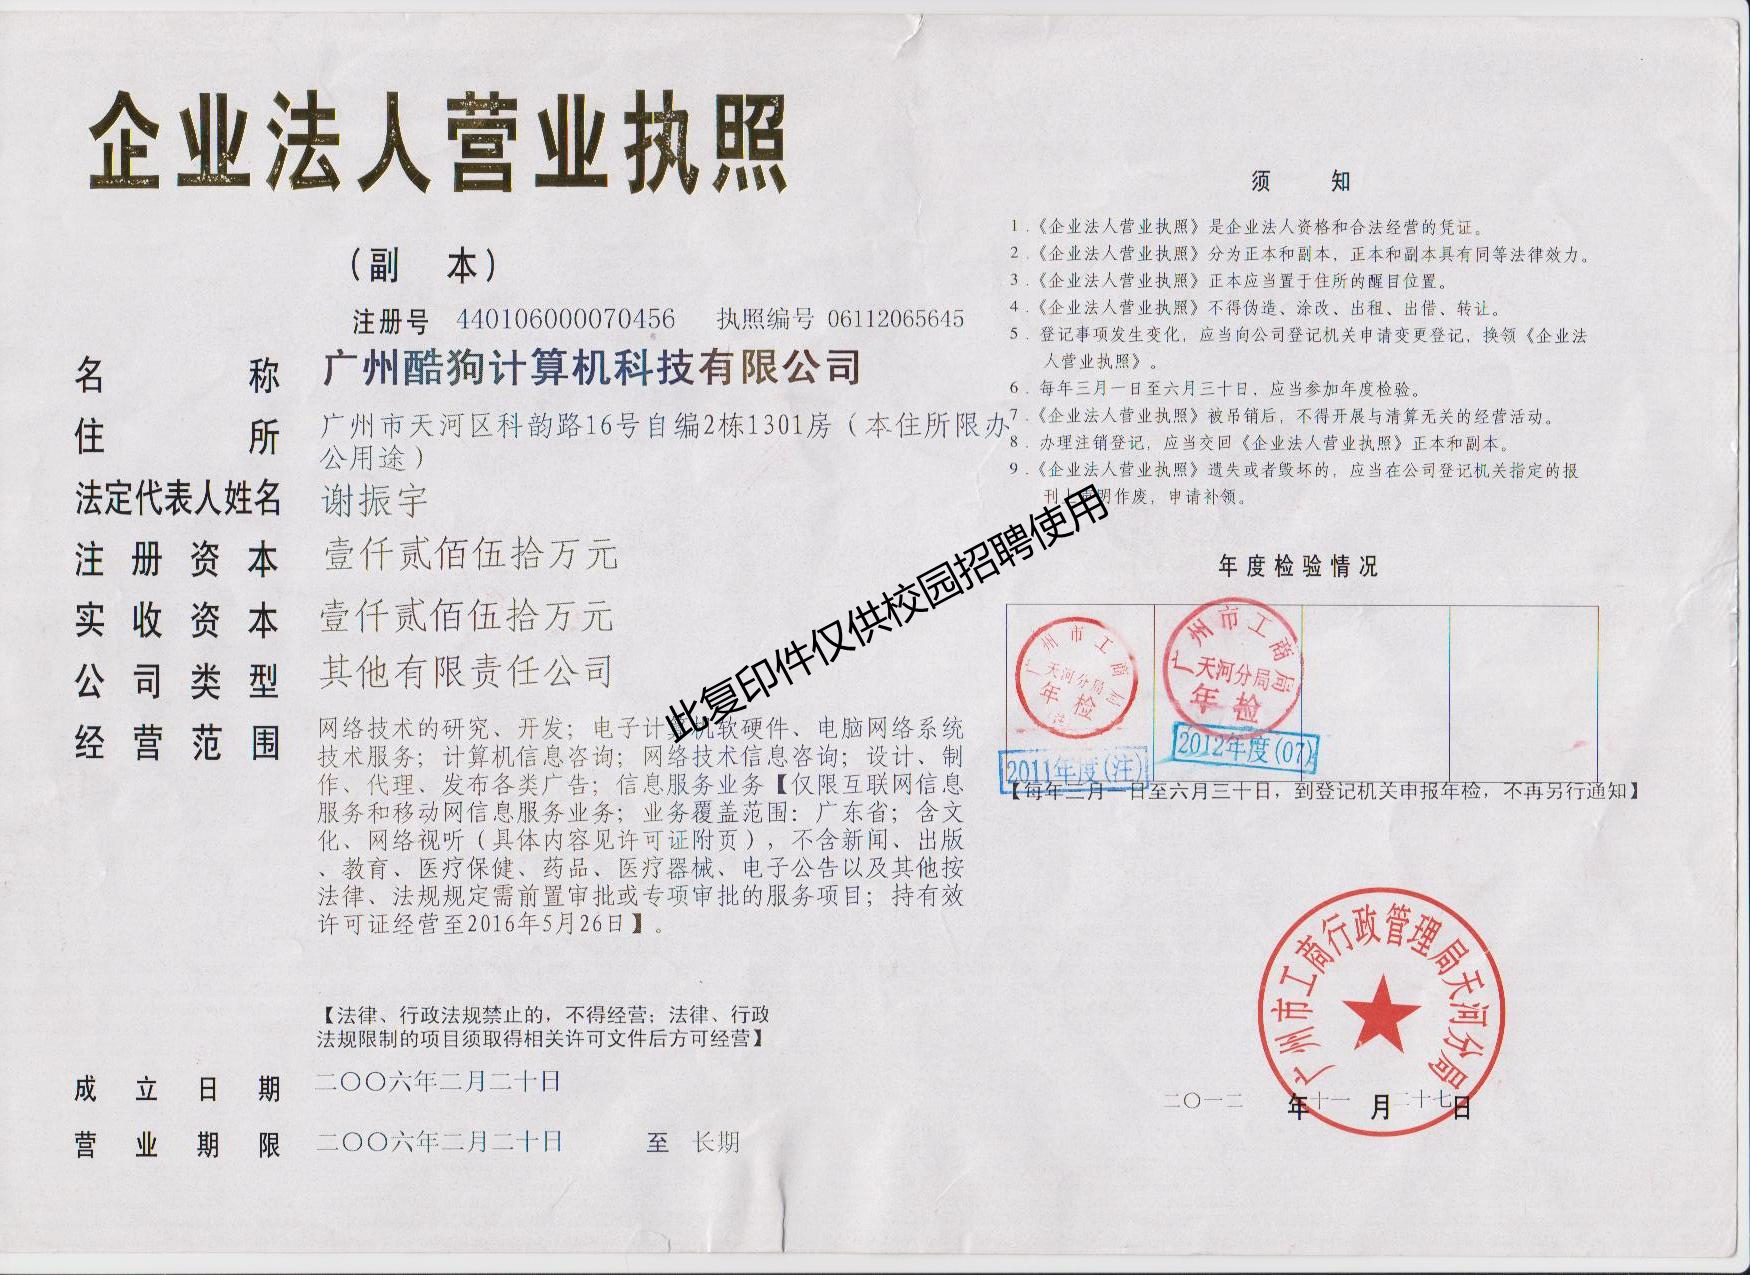 企业法人营业执照
(副 本)
注册号 440106000070456 执照编号 06112065645
名称 广州酷狗计算机科技有限公司
住所 广州市天河区科韵路16号自编2栋1301房（本住所限办
公用途）
法定代表人姓名 谢振宇
注册资本 壹仟贰佰伍拾万元
实收资本 壹仟贰佰伍拾万元
公司类型 其他有限责任公司
经营范围 网络技术的研究、开发；电子计算机软硬件、电脑网络系统
技术服务；计算机信息咨询；网络技术信息咨询；设计、制
作、代理、发布各类广告；信息服务业务【仅限互联网信息
服务和移动网信息服务业务；业务覆盖范围：广东省；含文
化、网络视听（具体内容见许可证附页），不含新闻、出版
、教育、医疗保健、药品、医疗器械、电子公告以及其他按
法律、法规规定需前置审批或专项审批的服务项目；持有效
许可证经营至2016年5月26日】。
【法律、行政法规禁止的，不得经营；法律、行政
法规限制的项目须取得相关许可文件后方可经营】
成立日期 二〇〇六年二月二十日
营业期限 二〇〇六年二月二十日 至 长期
此复印件仅供校园招聘使用
须 知
1．《企业法人营业执照》是企业法人资格和合法经营的凭证。
2．《企业法人营业执照》分为正本和副本，正本和副本具有同等法律效力。
3．《企业法人营业执照》正本应当置于住所的醒目位置。
4．《企业法人营业执照》不得伪造、涂改、出租、出借、转让。
5．登记事项发生变化，应当向公司登记机关申请变更登记，换领《企业法
人营业执照》。
6．每年三月一日至六月三十日，应当参加年度检验。
7．《企业法人营业执照》被吊销后，不得开展与清算无关的经营活动。
8．办理注销登记，应当交回《企业法人营业执照》正本和副本。
9．《企业法人营业执照》遗失或者毁坏的，应当在公司登记机关指定的报
刊上声明作废，申请补领。
年度检验情况
广州市工商局
天河分局
年检
2011年度(注)
广州市工商局
天河分局
年检
2012年度(07)
【每年三月一日至六月三十日，到登记机关申报年检，不再另行通知】
广州市工商行政管理局天河分局
二〇一二 年 十一 月 二十七 日